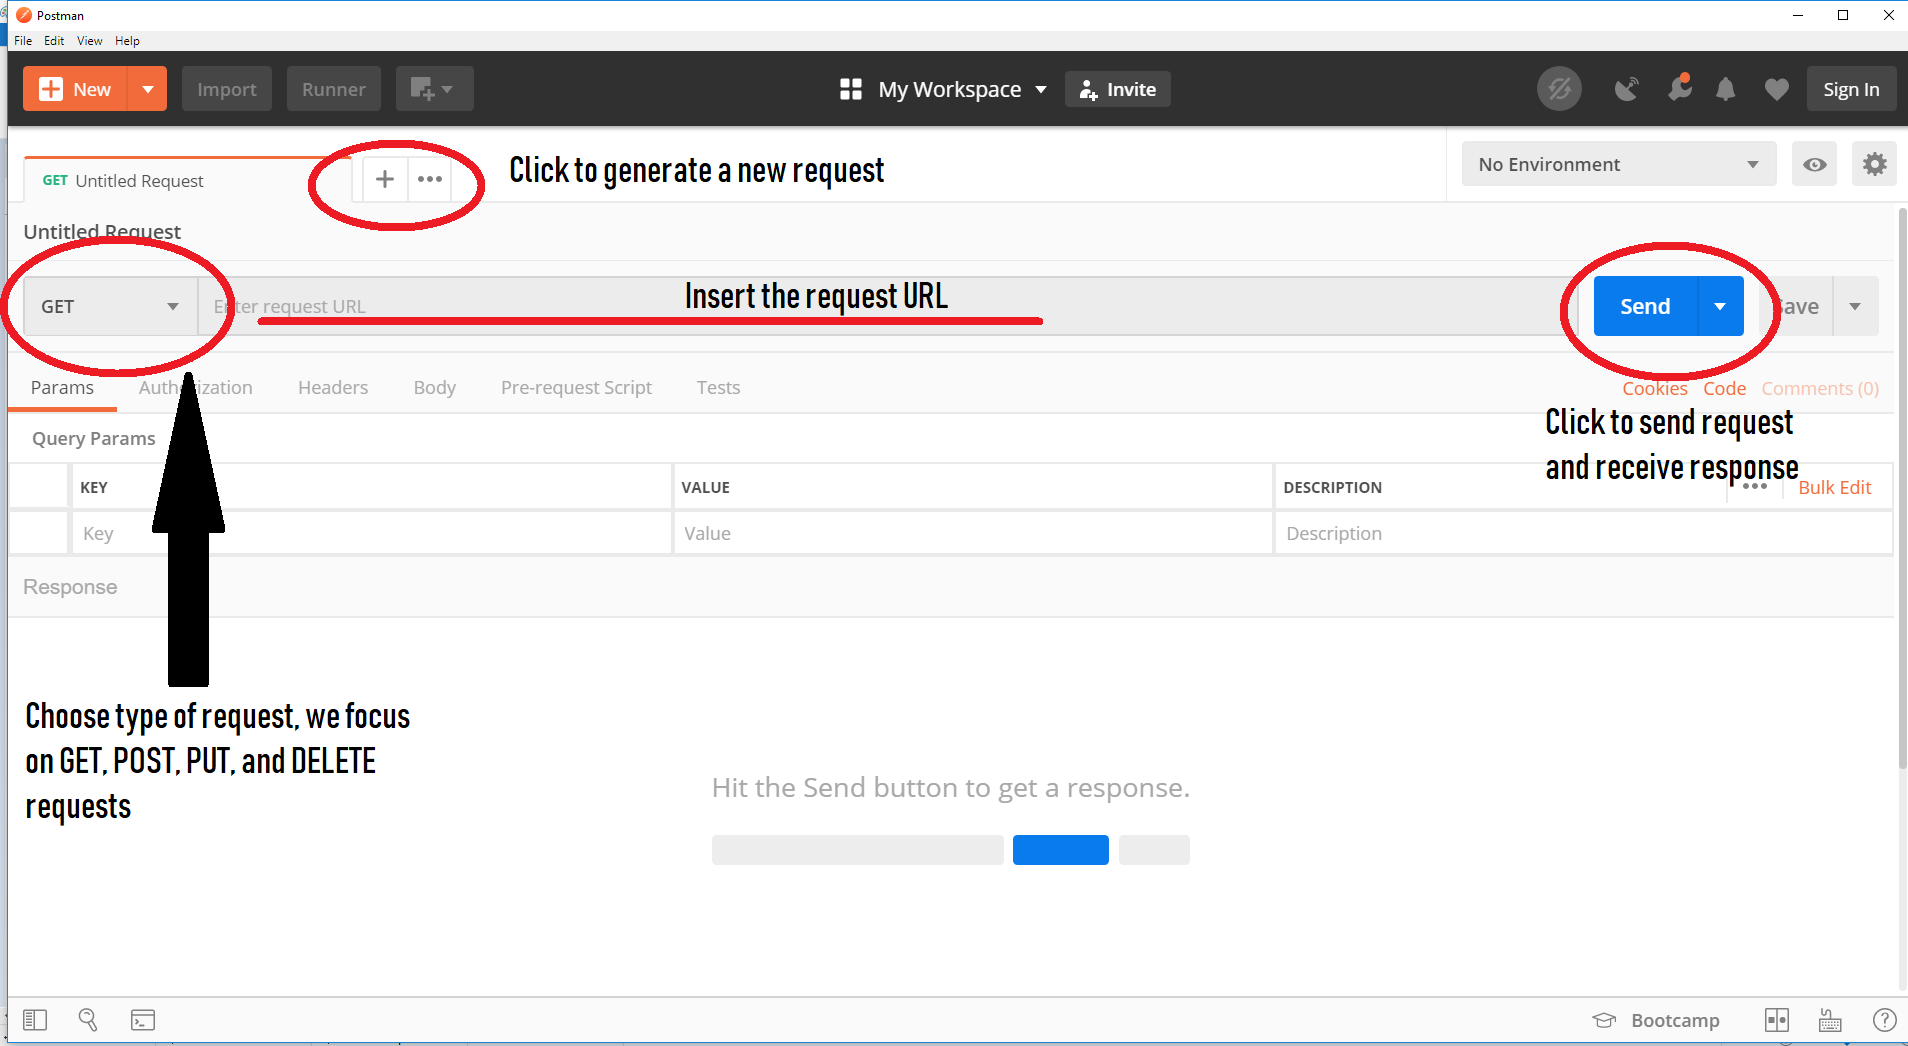 Postman
File Edit View Help
New Import Runner My Workspace Invite Sign In
GET Untitled Request
Click to generate a new request
No Environment
Untitled Request
GET
Enter request URL
Insert the request URL
Send
Save
Params Authorization Headers Body Pre-request Script Tests
Cookies Code Comments (0)
Click to send request
and receive response
Query Params
KEY VALUE DESCRIPTION
Bulk Edit
Key Value Description
Response
Choose type of request, we focus
on GET, POST, PUT, and DELETE
requests
Hit the Send button to get a response.
Bootcamp